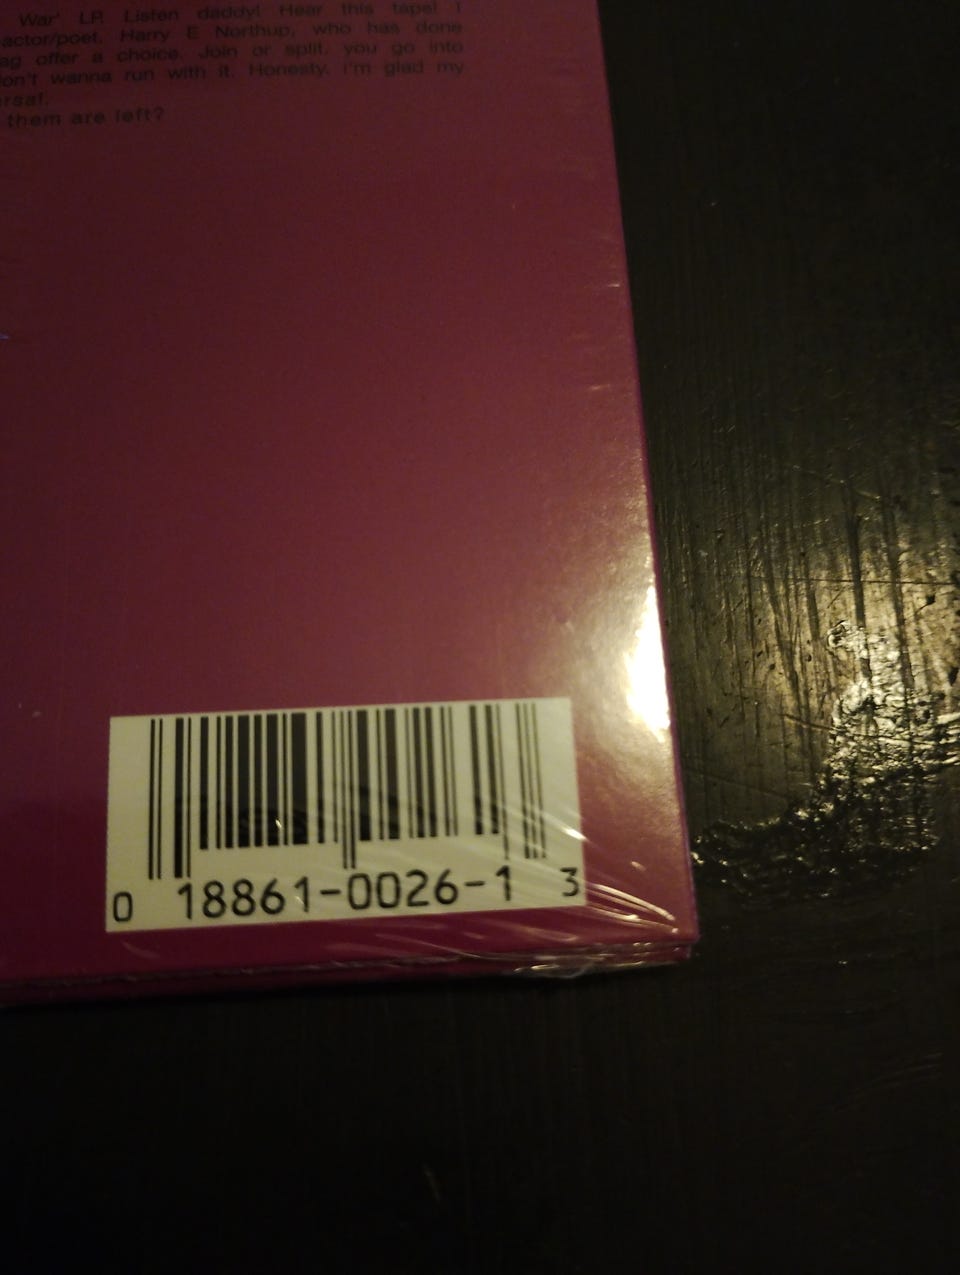 War' LP. Listen daddy! Hear this tape! I
actor/poet, Harry E Northup, who has done
ag offer a choice. Join or split, you go into
don't wanna run with it. Honesty. I'm glad my
ersal.
them are left?
0 18861-0026-1 3